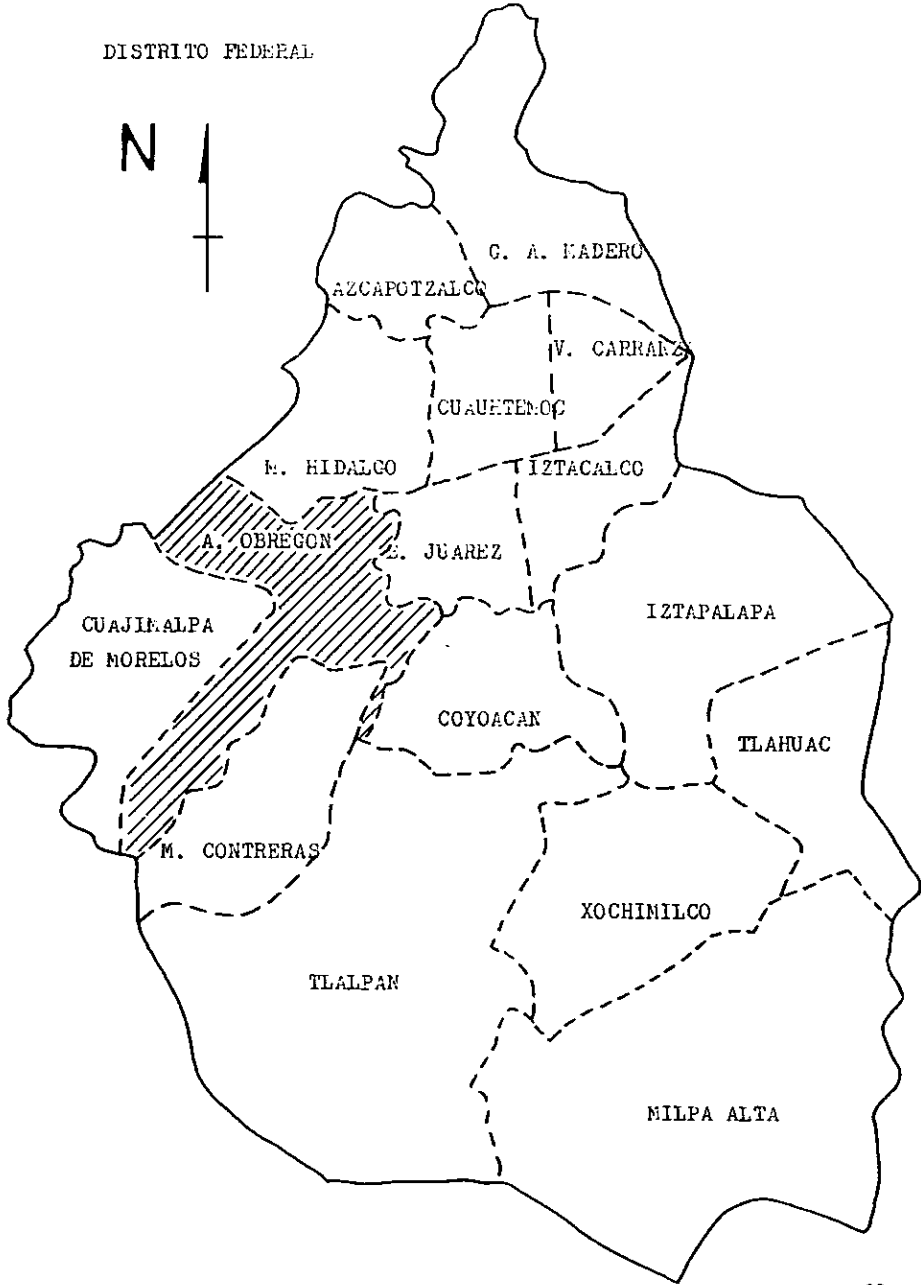 DISTRITO FEDERAL
N
G. A. MADERO
AZCAPOTZALCO
V. CARRANZA
CUAUHTEMOC
M. HIDALGO
IZTACALCO
A. OBREGON
B. JUAREZ
CUAJIMALPA
DE MORELOS
IZTAPALAPA
COYOACAN
TLAHUAC
M. CONTRERAS
XOCHIMILCO
TLALPAN
MILPA ALTA